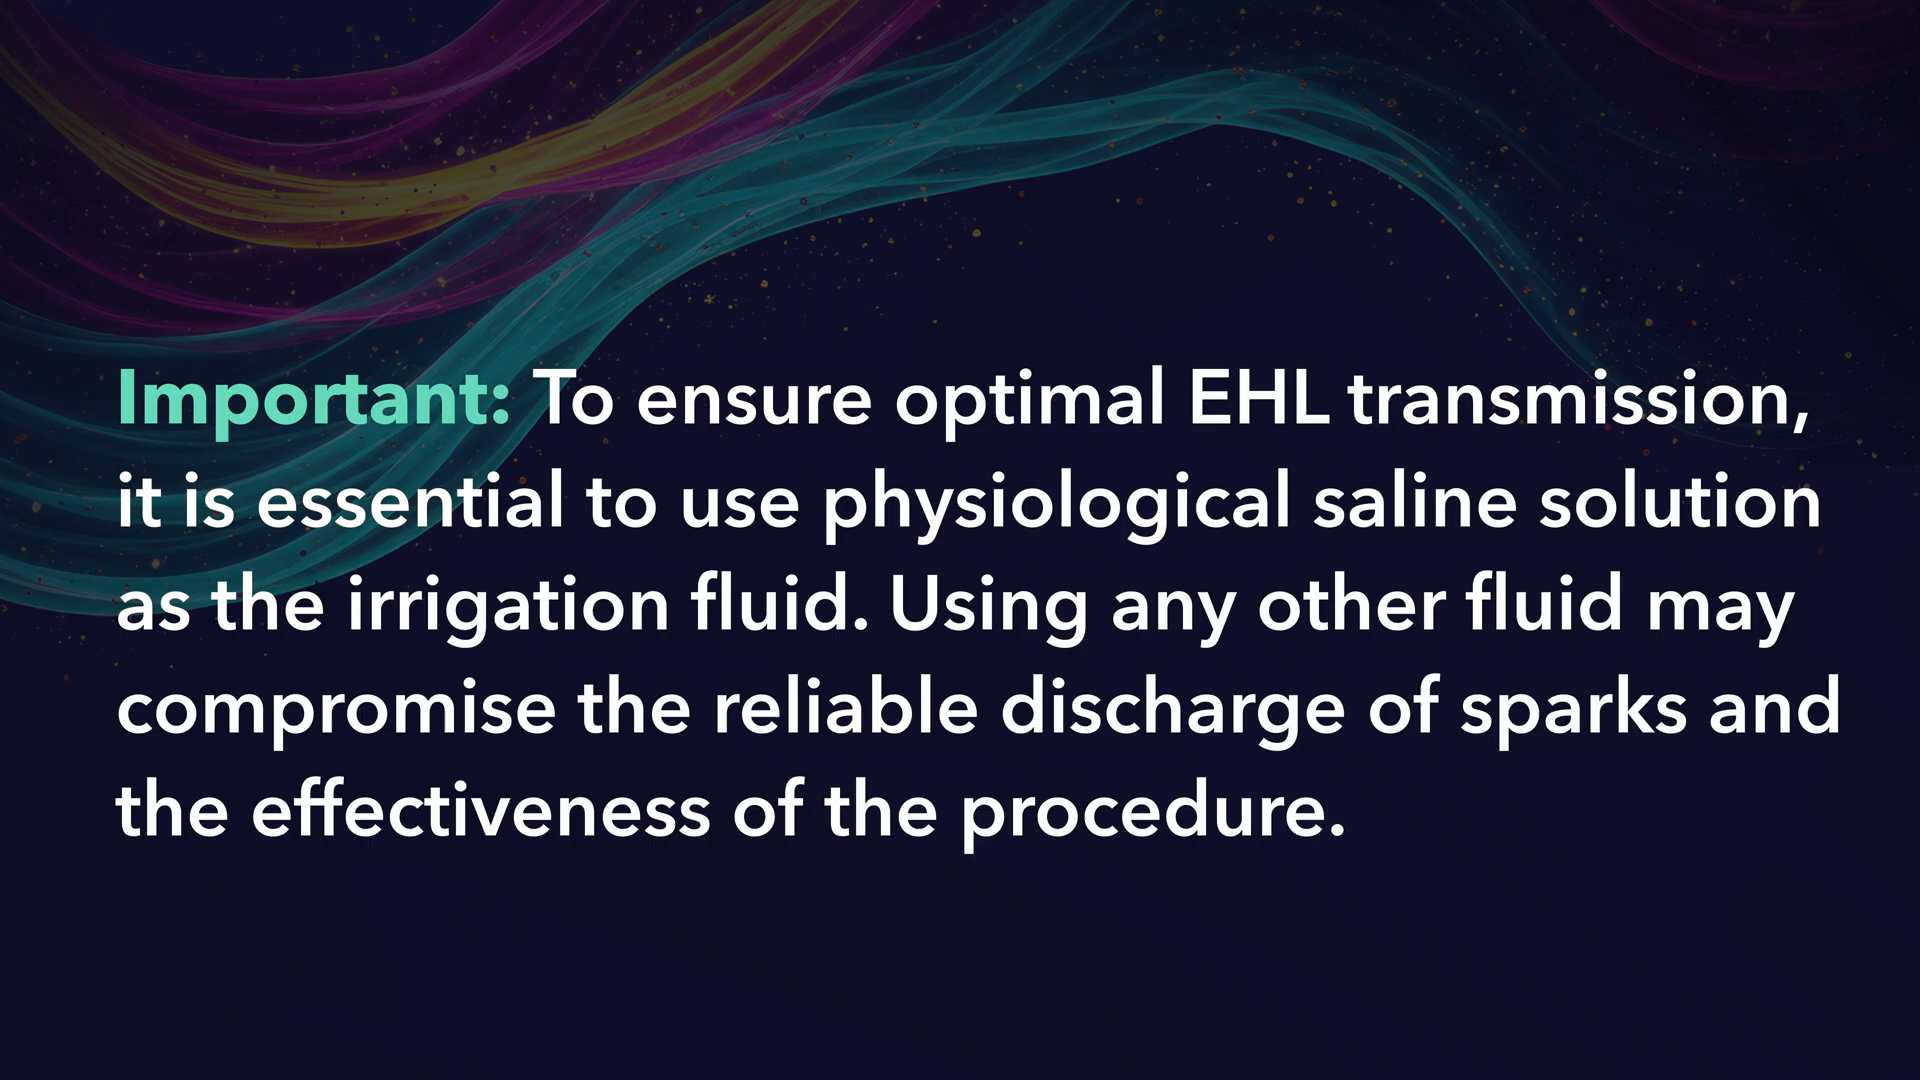 Important: To ensure optimal EHL transmission,
it is essential to use physiological saline solution
as the irrigation fluid. Using any other fluid may
compromise the reliable discharge of sparks and
the effectiveness of the procedure.